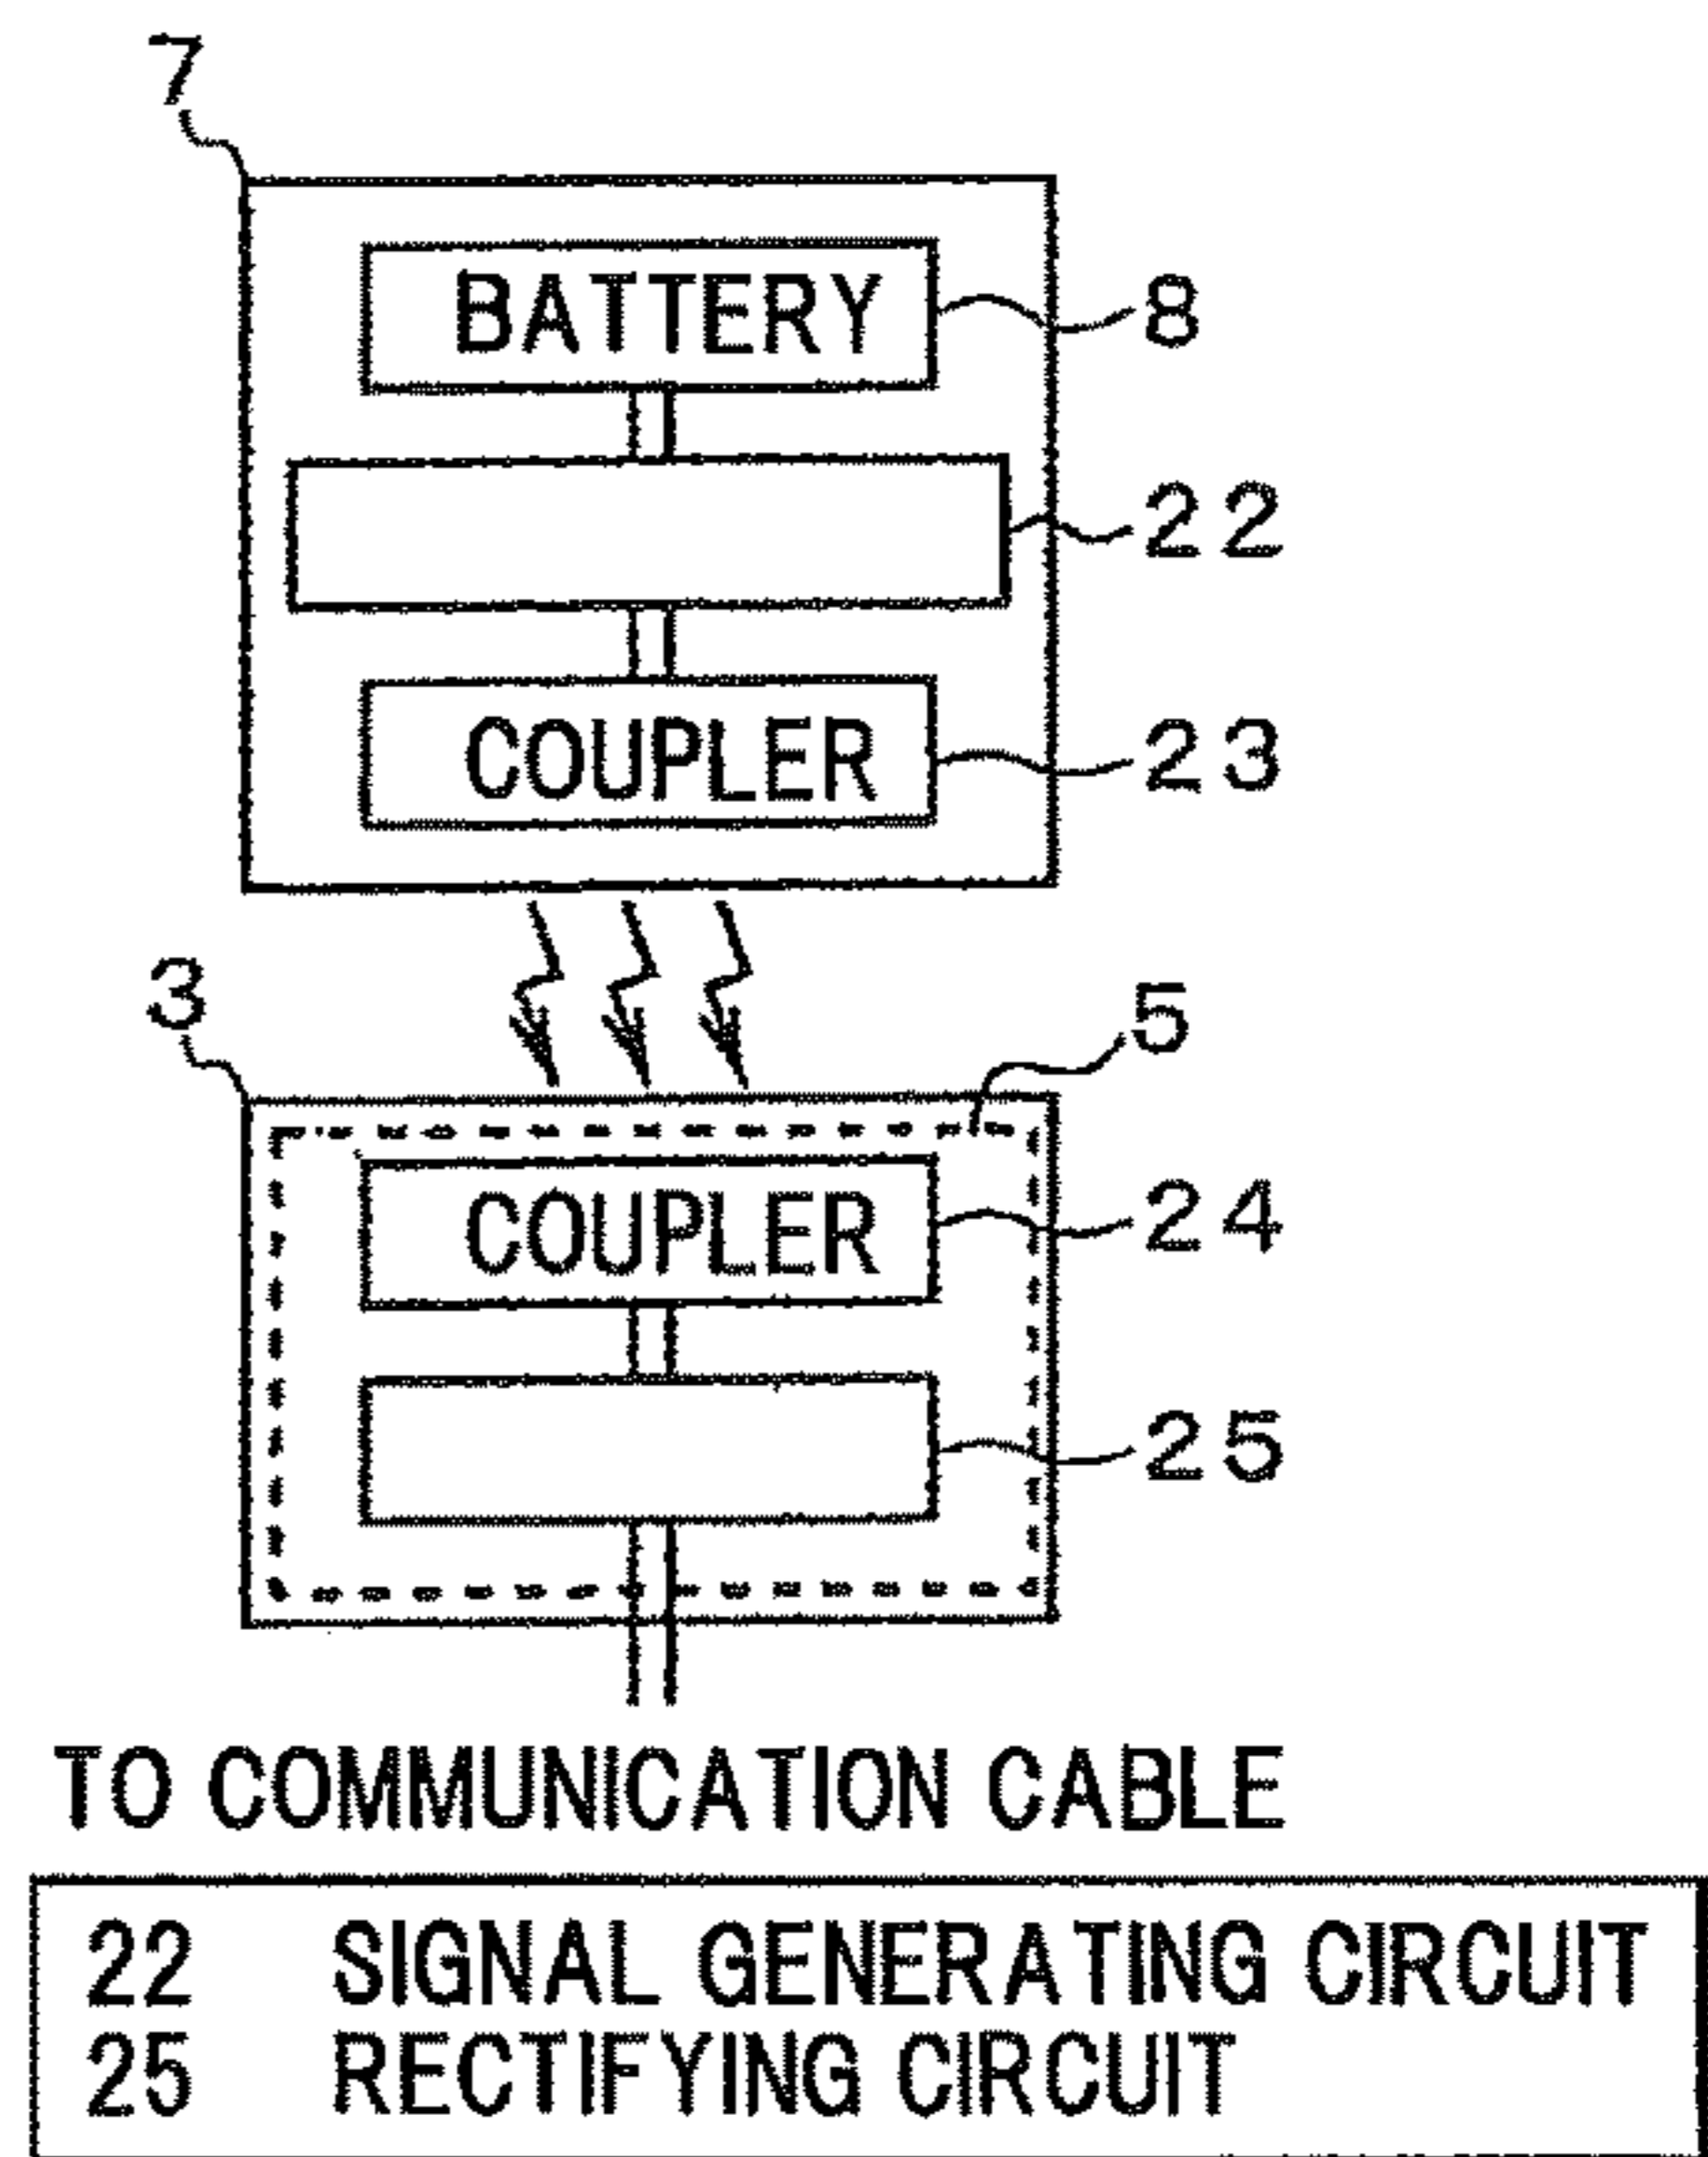 7
BATTERY 8
22
COUPLER 23
3 5
COUPLER 24
25
TO COMMUNICATION CABLE
22 SIGNAL GENERATING CIRCUIT
25 RECTIFYING CIRCUIT